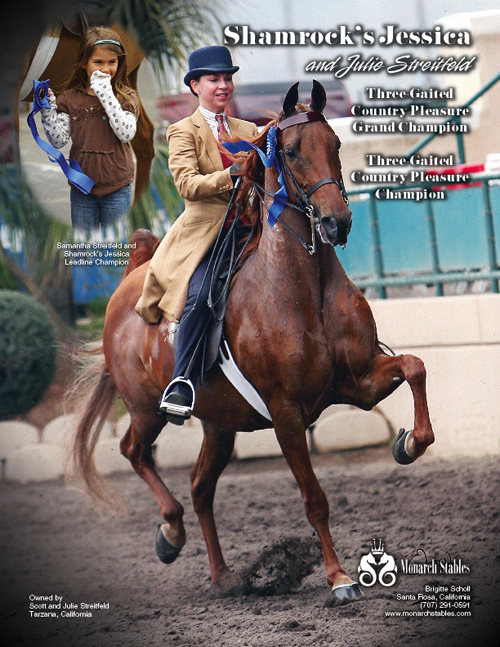 Shamrock's Jessica
and Julie Streitfeld
Three Gaited
Country Pleasure
Grand Champion
Three Gaited
Country Pleasure
Champion
Samantha Streitfeld and
Shamrock's Jessica
Leadline Champion
Monarch Stables
Brigitte Scholl
Santa Rosa, California
(707) 291-0591
www.monarchstables.com
Owned by
Scott and Julie Streitfeld
Tarzana, California